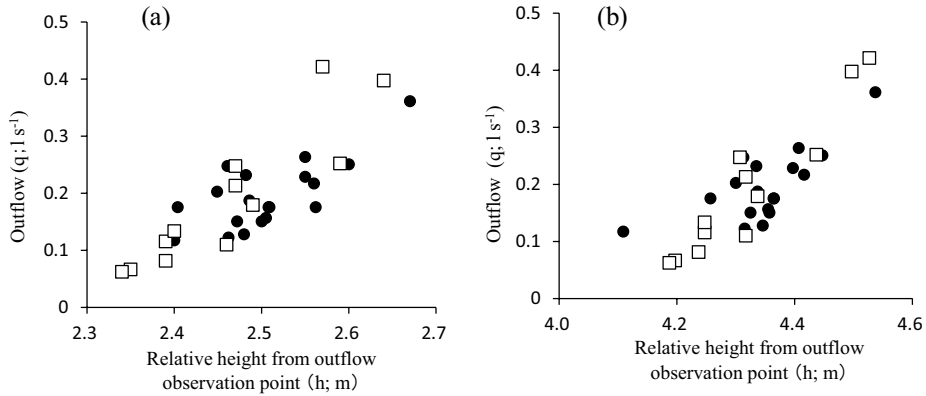 (a)
0.5
0.4
0.3
0.2
0.1
0
Outflow (q; l s-1)
2.3
2.4
2.5
2.6
2.7
Relative height from outflow
observation point (h; m)
(b)
0.5
0.4
0.3
0.2
0.1
0
Outflow (q; l s-1)
4.0
4.2
4.3
4.4
4.6
Relative height from outflow
observation point (h; m)